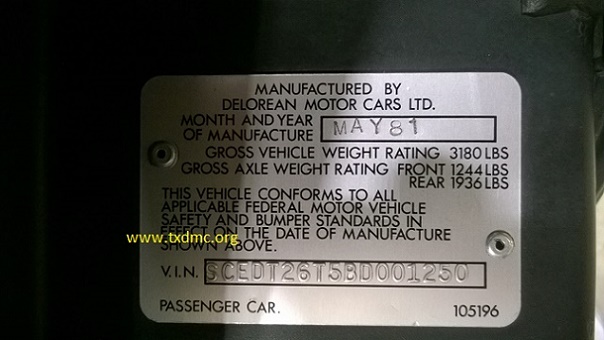 MANUFACTURED BY
DELOREAN MOTOR CARS LTD.
MONTH AND YEAR
OF MANUFACTURE MAY 81
GROSS VEHICLE WEIGHT RATING 3180 LBS
GROSS AXLE WEIGHT RATING FRONT 1244 LBS
REAR 1936 LBS
THIS VEHICLE CONFORMS TO ALL
APPLICABLE FEDERAL MOTOR VEHICLE
SAFETY AND BUMPER STANDARDS IN
EFFECT ON THE DATE OF MANUFACTURE
SHOWN ABOVE.
www.txdmc.org
V.I.N. SCEDT26T5BD001250
PASSENGER CAR. 105196